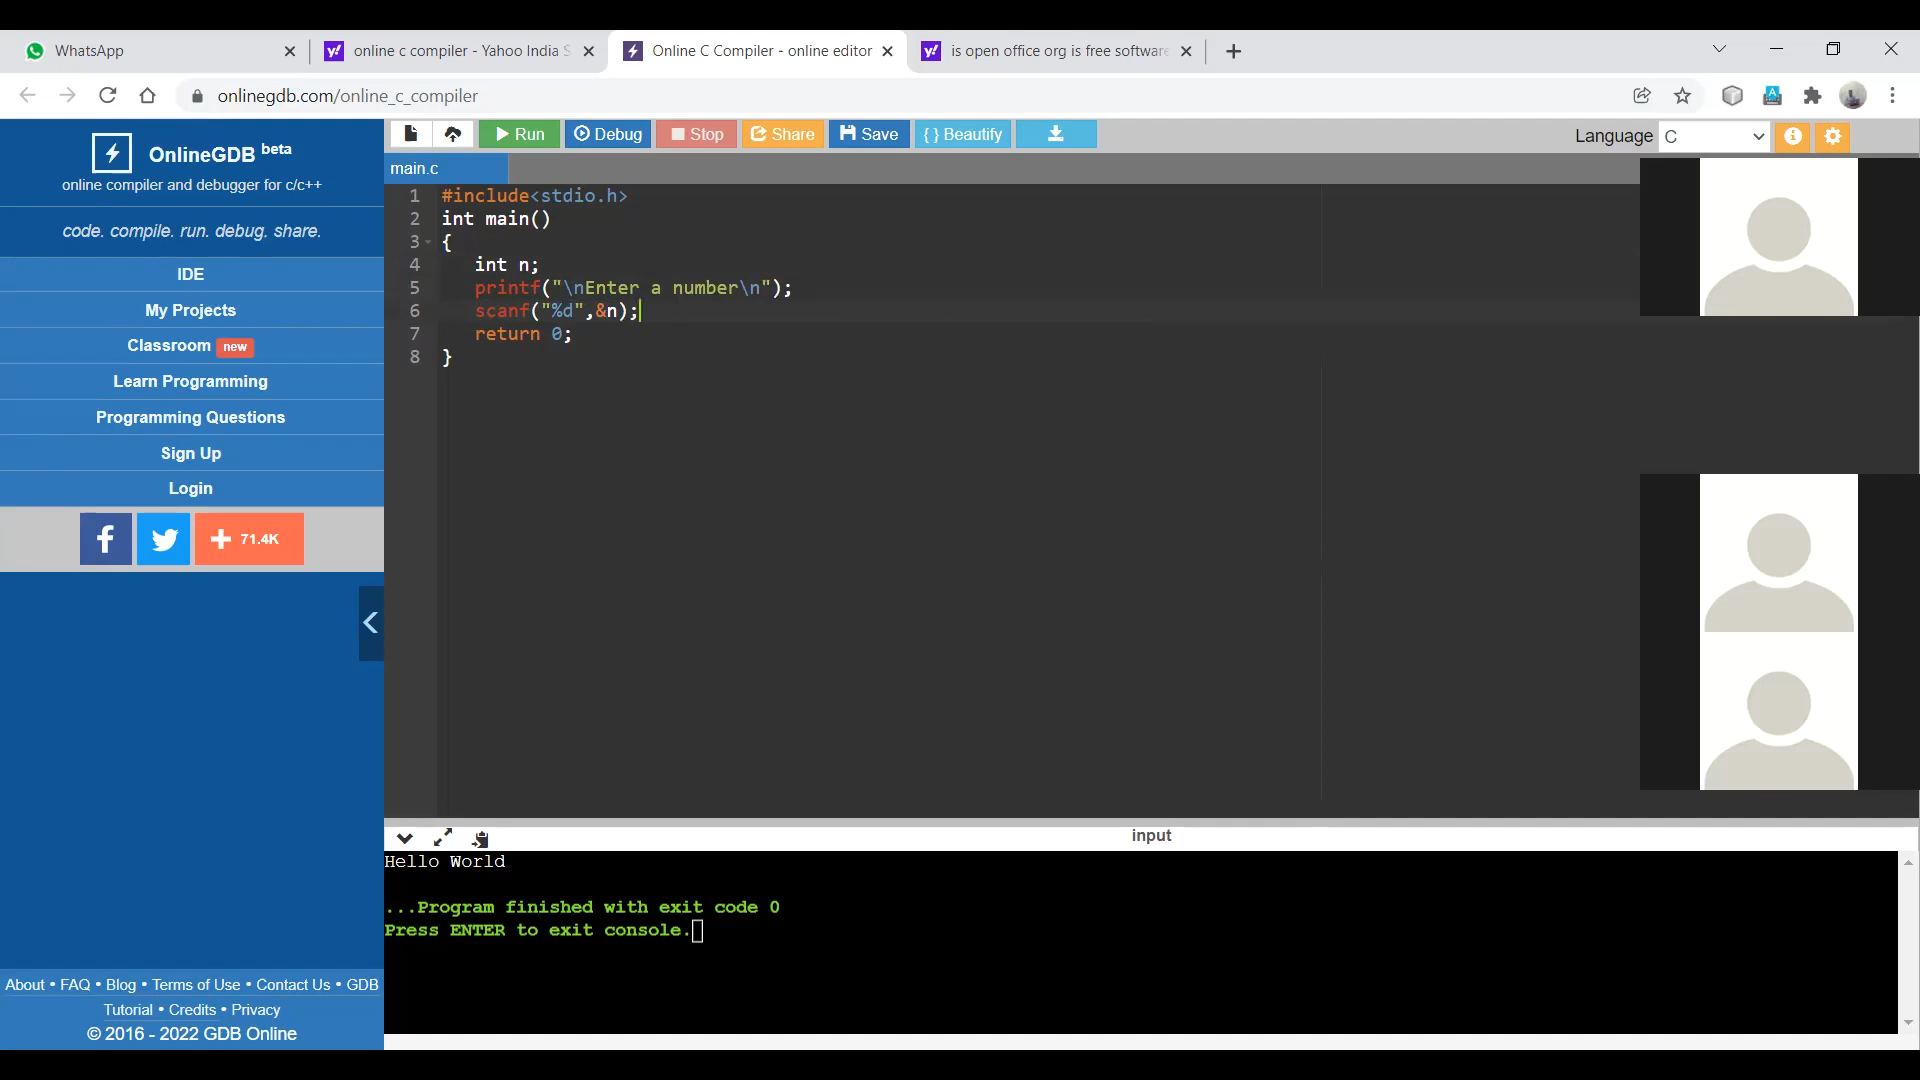 WhatsApp
online c compiler - Yahoo India S
Online C Compiler - online editor
is open office org is free software
onlinegdb.com/online_c_compiler
OnlineGDB beta
online compiler and debugger for c/c++
code. compile. run. debug. share.
IDE
My Projects
Classroom new
Learn Programming
Programming Questions
Sign Up
Login
71.4K
About • FAQ • Blog • Terms of Use • Contact Us • GDB
Tutorial • Credits • Privacy
© 2016 - 2022 GDB Online
Run Debug Stop Share Save { } Beautify
Language C
main.c
1 #include<stdio.h>
2 int main()
3 {
4 int n;
5 printf("\nEnter a number\n");
6 scanf("%d",&n);
7 return 0;
8 }
input
Hello World
...Program finished with exit code 0
Press ENTER to exit console.